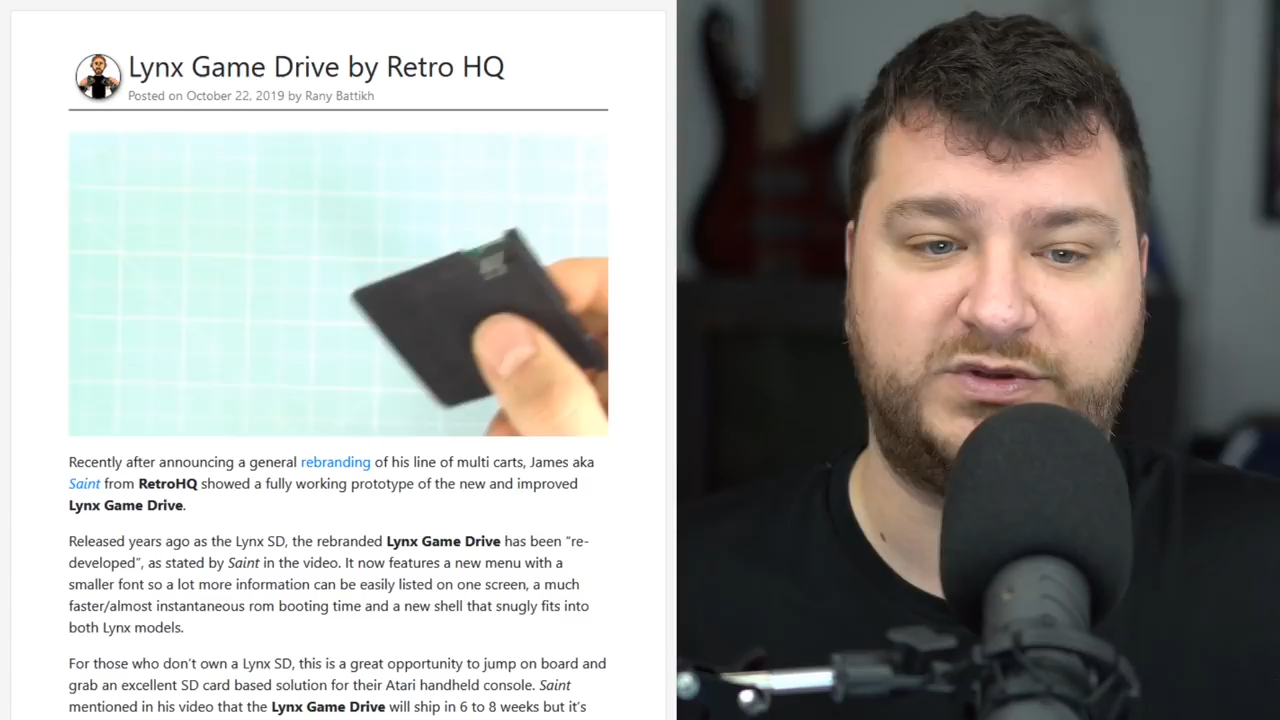 Lynx Game Drive by Retro HQ
Posted on October 22, 2019 by Rany Battikh
Recently after announcing a general rebranding of his line of multi carts, James aka
Saint from RetroHQ showed a fully working prototype of the new and improved
Lynx Game Drive.
Released years ago as the Lynx SD, the rebranded Lynx Game Drive has been “re-
developed”, as stated by Saint in the video. It now features a new menu with a
smaller font so a lot more information can be easily listed on one screen, a much
faster/almost instantaneous rom booting time and a new shell that snugly fits into
both Lynx models.
For those who don’t own a Lynx SD, this is a great opportunity to jump on board and
grab an excellent SD card based solution for their Atari handheld console. Saint
mentioned in his video that the Lynx Game Drive will ship in 6 to 8 weeks but it’s